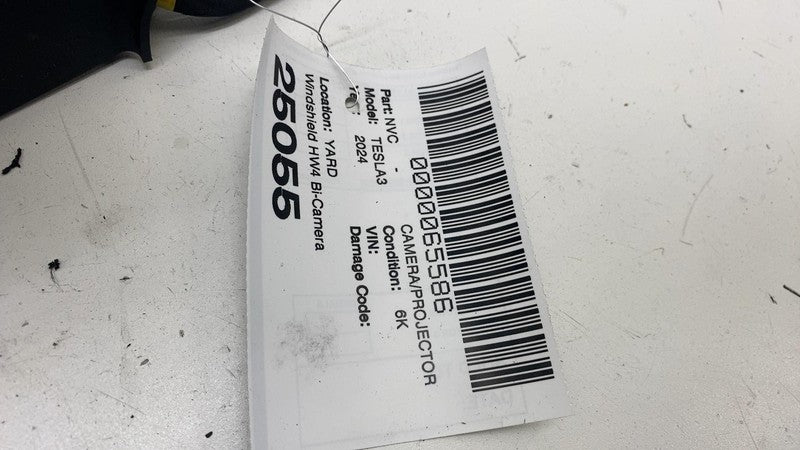 0000065586
Part: NVC - CAMERA/PROJECTOR
Model: TESLA3 Condition: 6K
2024 VIN:
Damage Code:
Location: YARD
Windshield HW4 Bi-Camera
25055